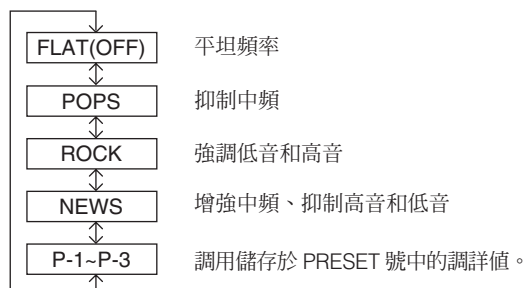 FLAT(OFF) 平坦頻率
POPS 抑制中頻
ROCK 強調低音和高音
NEWS 增強中頻、抑制高音和低音
P-1~P-3 調用儲存於 PRESET 號中的調詳值。